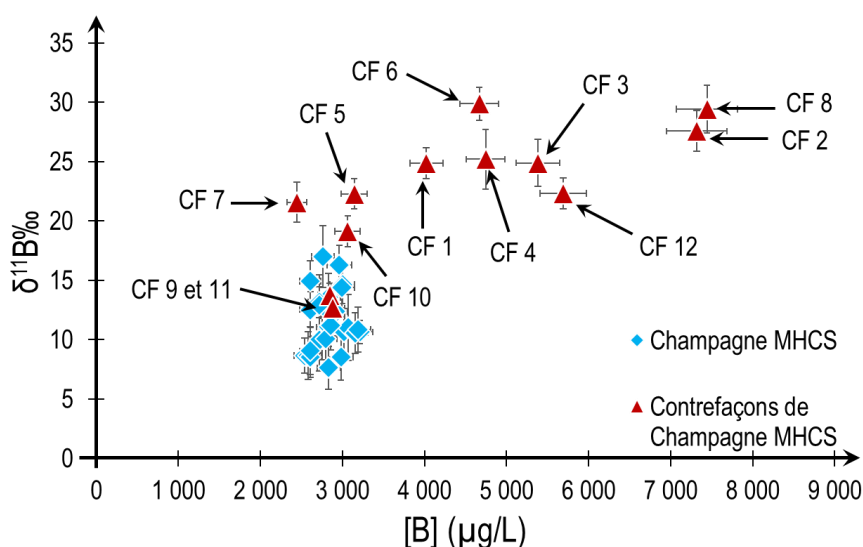 35
30
25
20
15
10
5
0
δ¹¹B‰
CF 6
CF 3
CF 8
CF 5
CF 2
CF 7
CF 1
CF 4
CF 12
CF 9 et 11
CF 10
Champagne MHCS
Contrefaçons de
Champagne MHCS
0 1 000 2 000 3 000 4 000 5 000 6 000 7 000 8 000 9 000
[B] (µg/L)